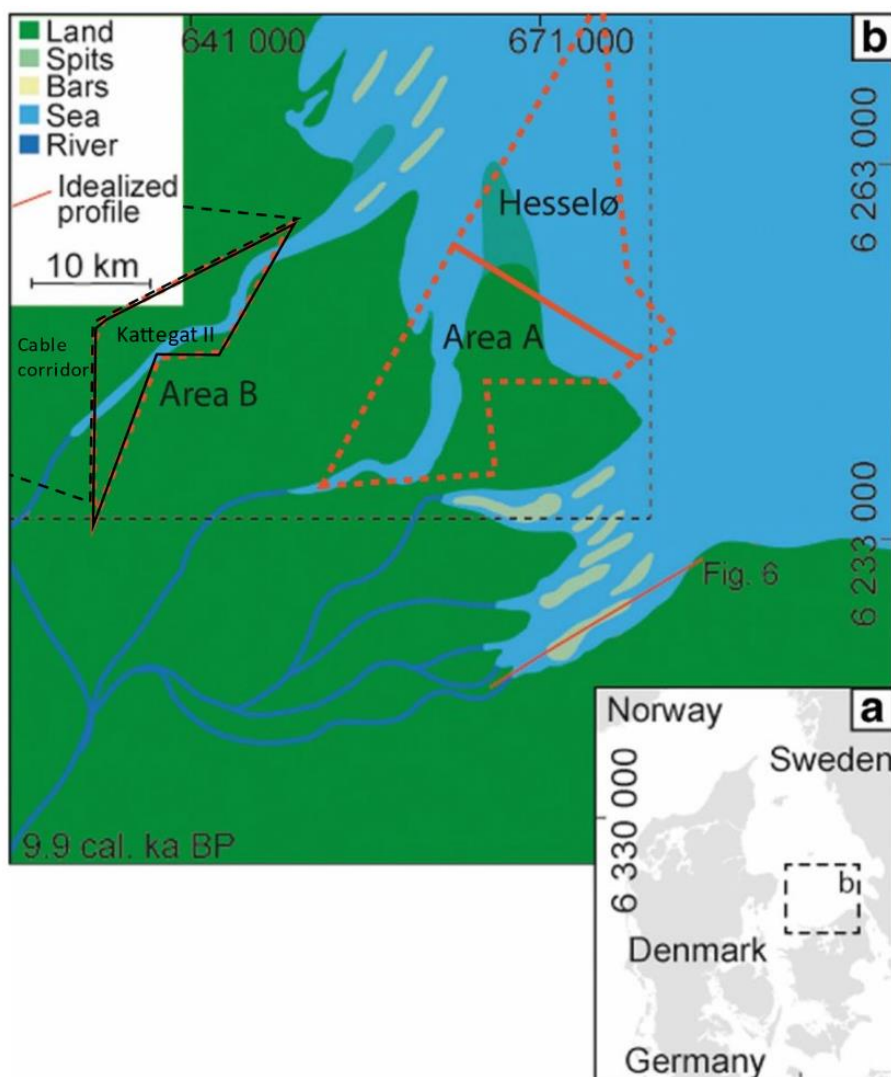 Land
Spits
Bars
Sea
River
Idealized
profile
10 km
641 000
671 000
b
6 263 000
Hesselø
Cable
corridor
Kattegat II
Area A
Area B
6 233 000
Fig. 6
9.9 cal. ka BP
a
Norway
Sweden
6 330 000
b
Denmark
Germany